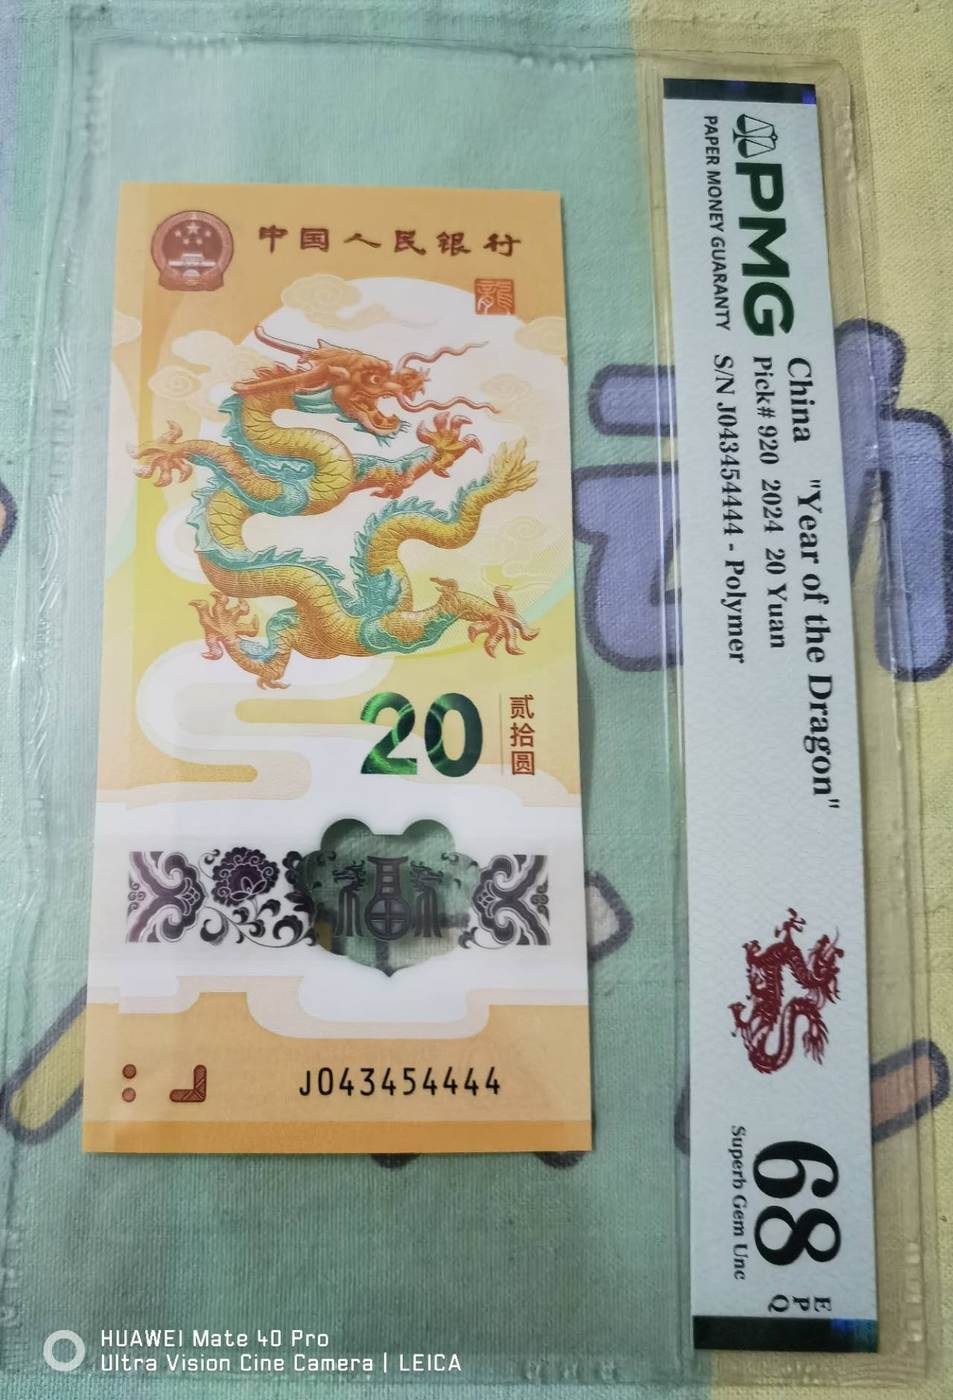 中国人民银行
龍
20
贰拾圆
福
J043454444
PMG
PAPER MONEY GUARANTY
China "Year of the Dragon"
Pick# 920 2024 20 Yuan
S/N J043454444 - Polymer
68
EPQ
Superb Gem Unc
HUAWEI Mate 40 Pro
Ultra Vision Cine Camera | LEICA